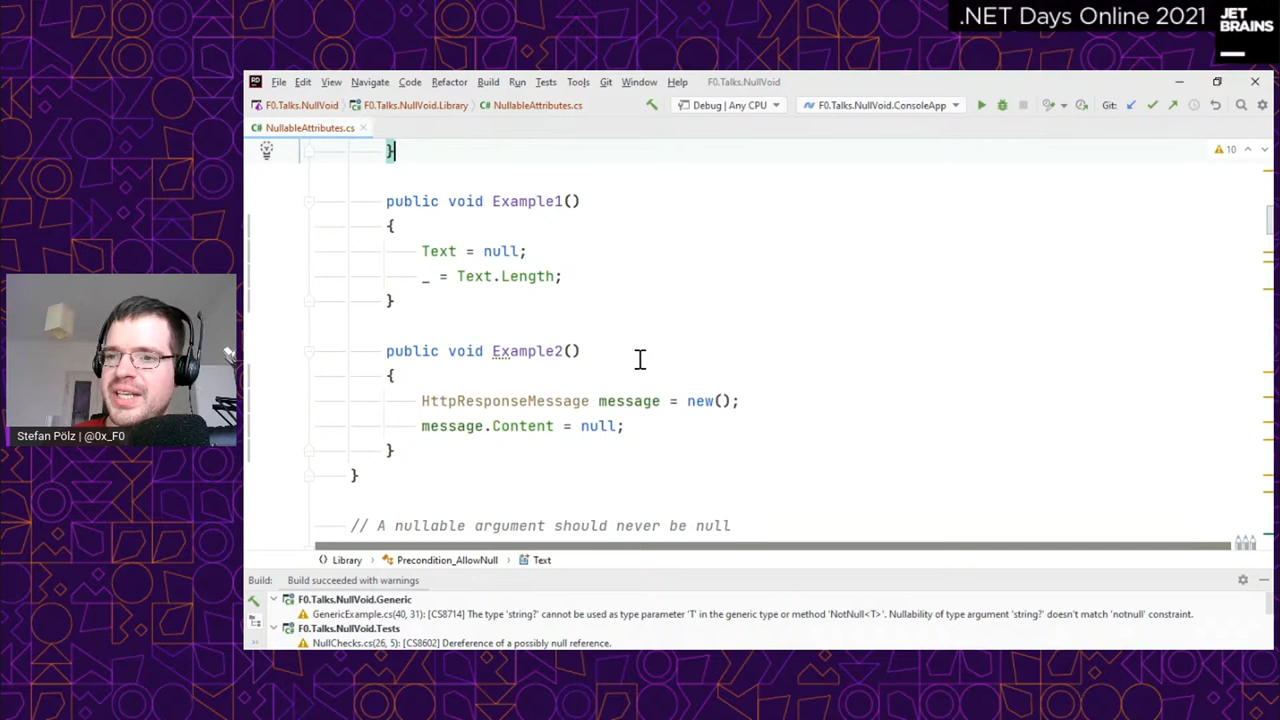 .NET Days Online 2021
JET
BRAINS
RD
File Edit View Navigate Code Refactor Build Run Tests Tools Git Window Help F0.Talks.NullVoid
F0.Talks.NullVoid F0.Talks.NullVoid.Library C# NullableAttributes.cs Debug | Any CPU F0.Talks.NullVoid.ConsoleApp Git:
C# NullableAttributes.cs
}
10
public void Example1()
{
Text = null;
_ = Text.Length;
}
public void Example2()
{
HttpResponseMessage message = new();
message.Content = null;
}
}
// A nullable argument should never be null
Stefan Pölz | @0x_F0
Library Precondition_AllowNull Text
Build: Build succeeded with warnings
F0.Talks.NullVoid.Generic
GenericExample.cs(40, 31): [CS8714] The type 'string?' cannot be used as type parameter 'T' in the generic type or method 'NotNull<T>'. Nullability of type argument 'string?' doesn't match 'notnull' constraint.
F0.Talks.NullVoid.Tests
NullChecks.cs(26, 5): [CS8602] Dereference of a possibly null reference.